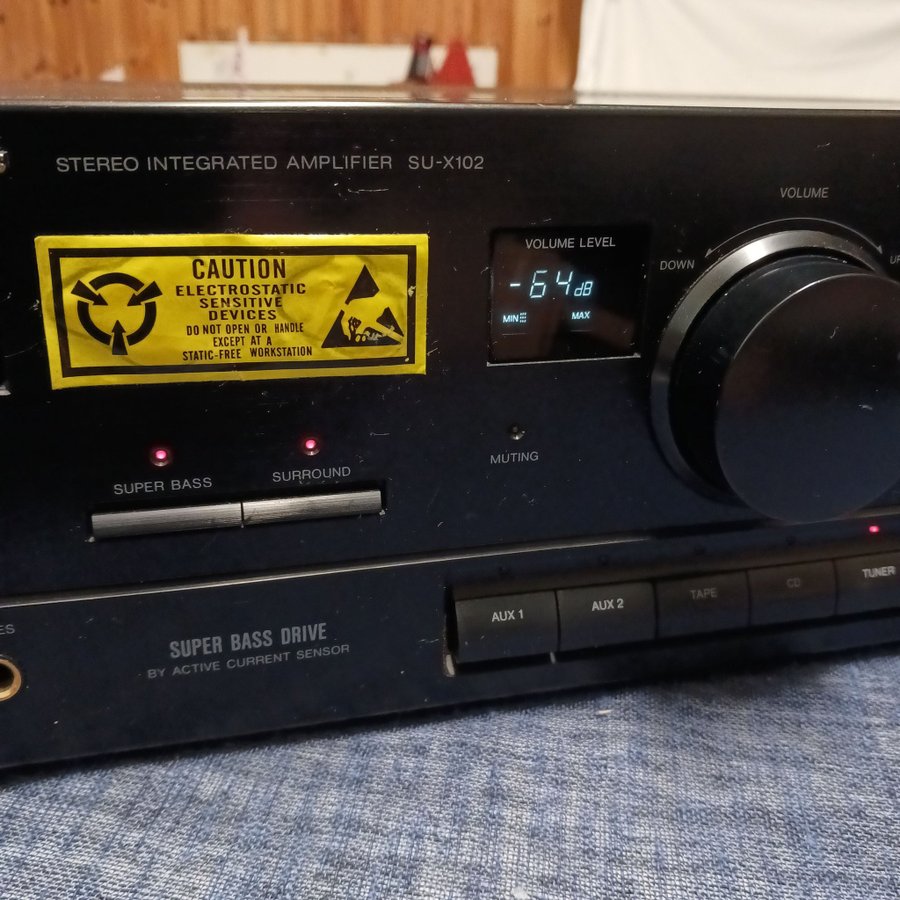 STEREO INTEGRATED AMPLIFIER SU-X102
CAUTION
ELECTROSTATIC
SENSITIVE
DEVICES
DO NOT OPEN OR HANDLE
EXCEPT AT A
STATIC-FREE WORKSTATION
VOLUME LEVEL
-64dB
MIN MAX
VOLUME
DOWN
UP
MUTING
SUPER BASS
SURROUND
SUPER BASS DRIVE
BY ACTIVE CURRENT SENSOR
AUX 1
AUX 2
TAPE
CD
TUNER